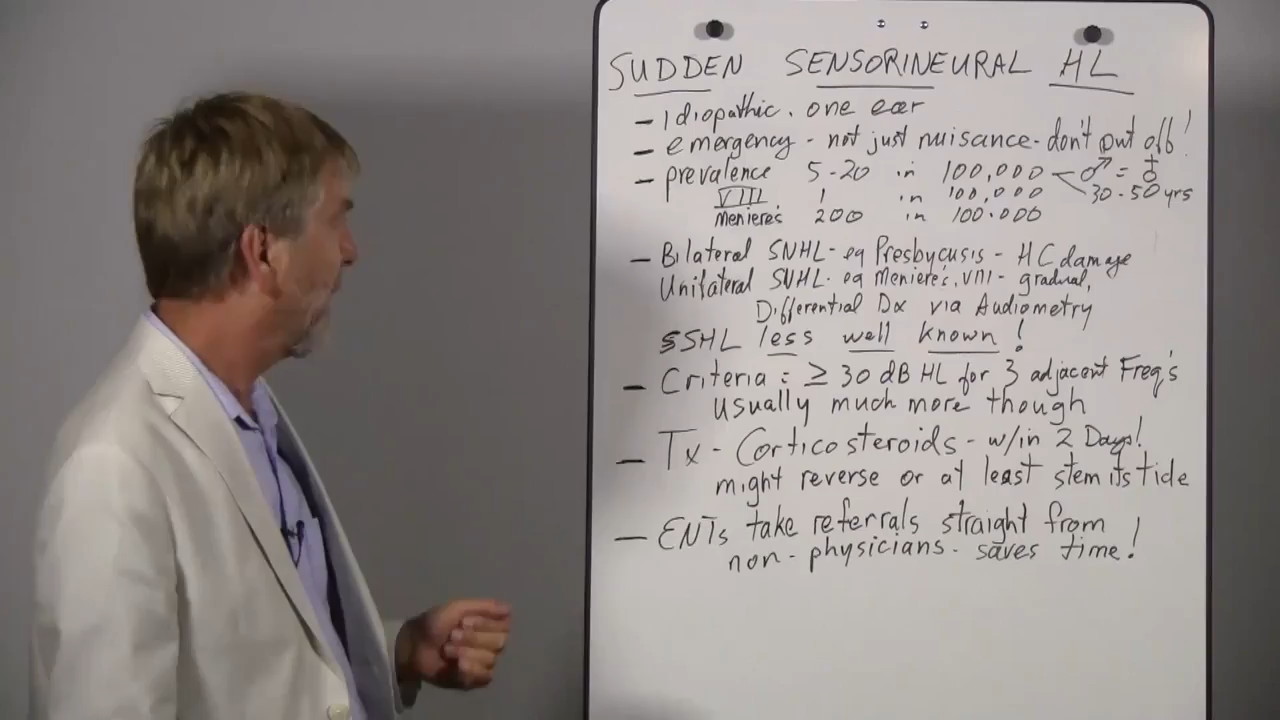 SUDDEN SENSORINEURAL HL
- Idiopathic. one ear
- emergency - not just nuisance - don't put off!
- prevalence 5-20 in 100,000 < ♂ = ♀
VIII 1 in 100,000 30-50 yrs
Meniere's 200 in 100.000
- Bilateral SNHL - eg Presbycusis - HC damage
Unilateral SNHL. eg Meniere's, VIII - gradual,
Differential Dx via Audiometry
SSHL less well known!
- Criteria: ≥ 30 dB HL for 3 adjacent Freq's
usually much more though
- Tx - Corticosteroids - w/in 2 Days!
might reverse or at least stem its tide
- ENTs take referrals straight from
non-physicians - saves time!